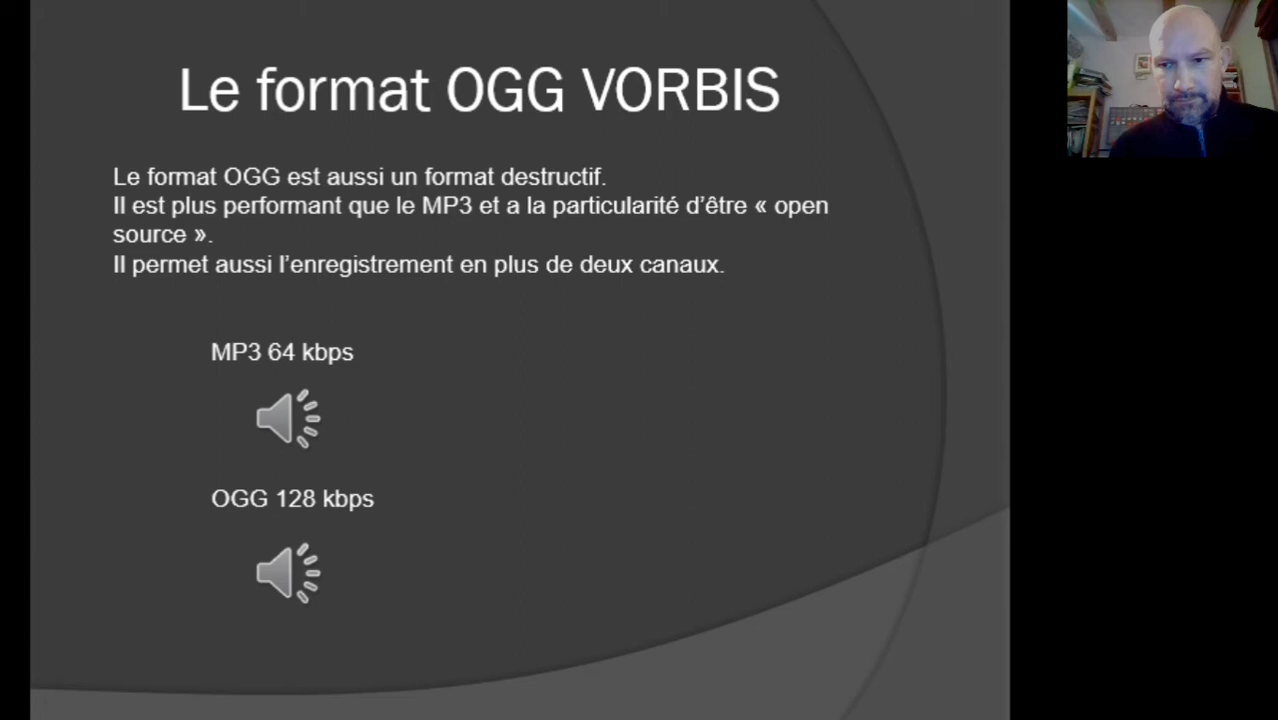 Le format OGG VORBIS
Le format OGG est aussi un format destructif.
Il est plus performant que le MP3 et a la particularité d’être « open
source ».
Il permet aussi l’enregistrement en plus de deux canaux.
MP3 64 kbps
OGG 128 kbps